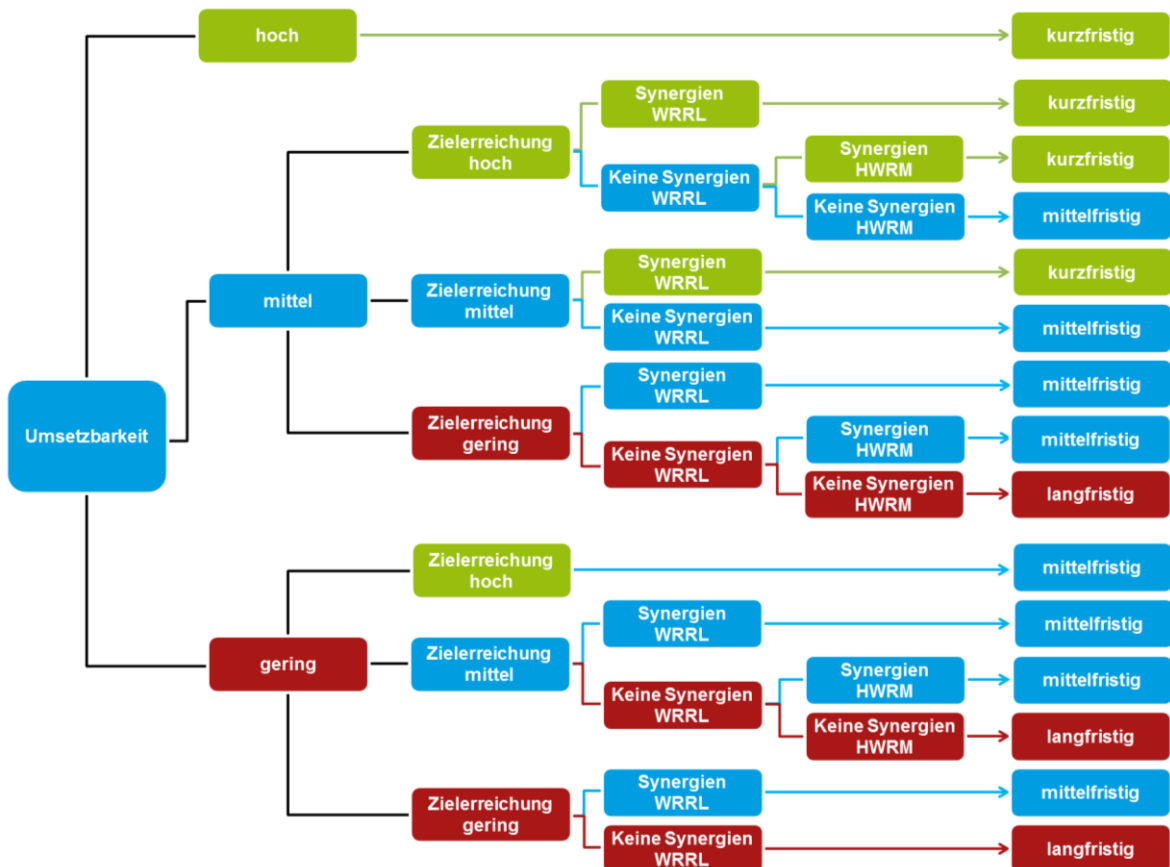 hoch
kurzfristig
Synergien
WRRL
kurzfristig
Zielerreichung
hoch
Synergien
HWRM
kurzfristig
Keine Synergien
WRRL
Keine Synergien
HWRM
mittelfristig
Synergien
WRRL
kurzfristig
mittel
Zielerreichung
mittel
Keine Synergien
WRRL
mittelfristig
Synergien
WRRL
mittelfristig
Umsetzbarkeit
Zielerreichung
gering
Synergien
HWRM
mittelfristig
Keine Synergien
WRRL
Keine Synergien
HWRM
langfristig
Zielerreichung
hoch
mittelfristig
Synergien
WRRL
mittelfristig
gering
Zielerreichung
mittel
Synergien
HWRM
mittelfristig
Keine Synergien
WRRL
Keine Synergien
HWRM
langfristig
Synergien
WRRL
mittelfristig
Zielerreichung
gering
Keine Synergien
WRRL
langfristig